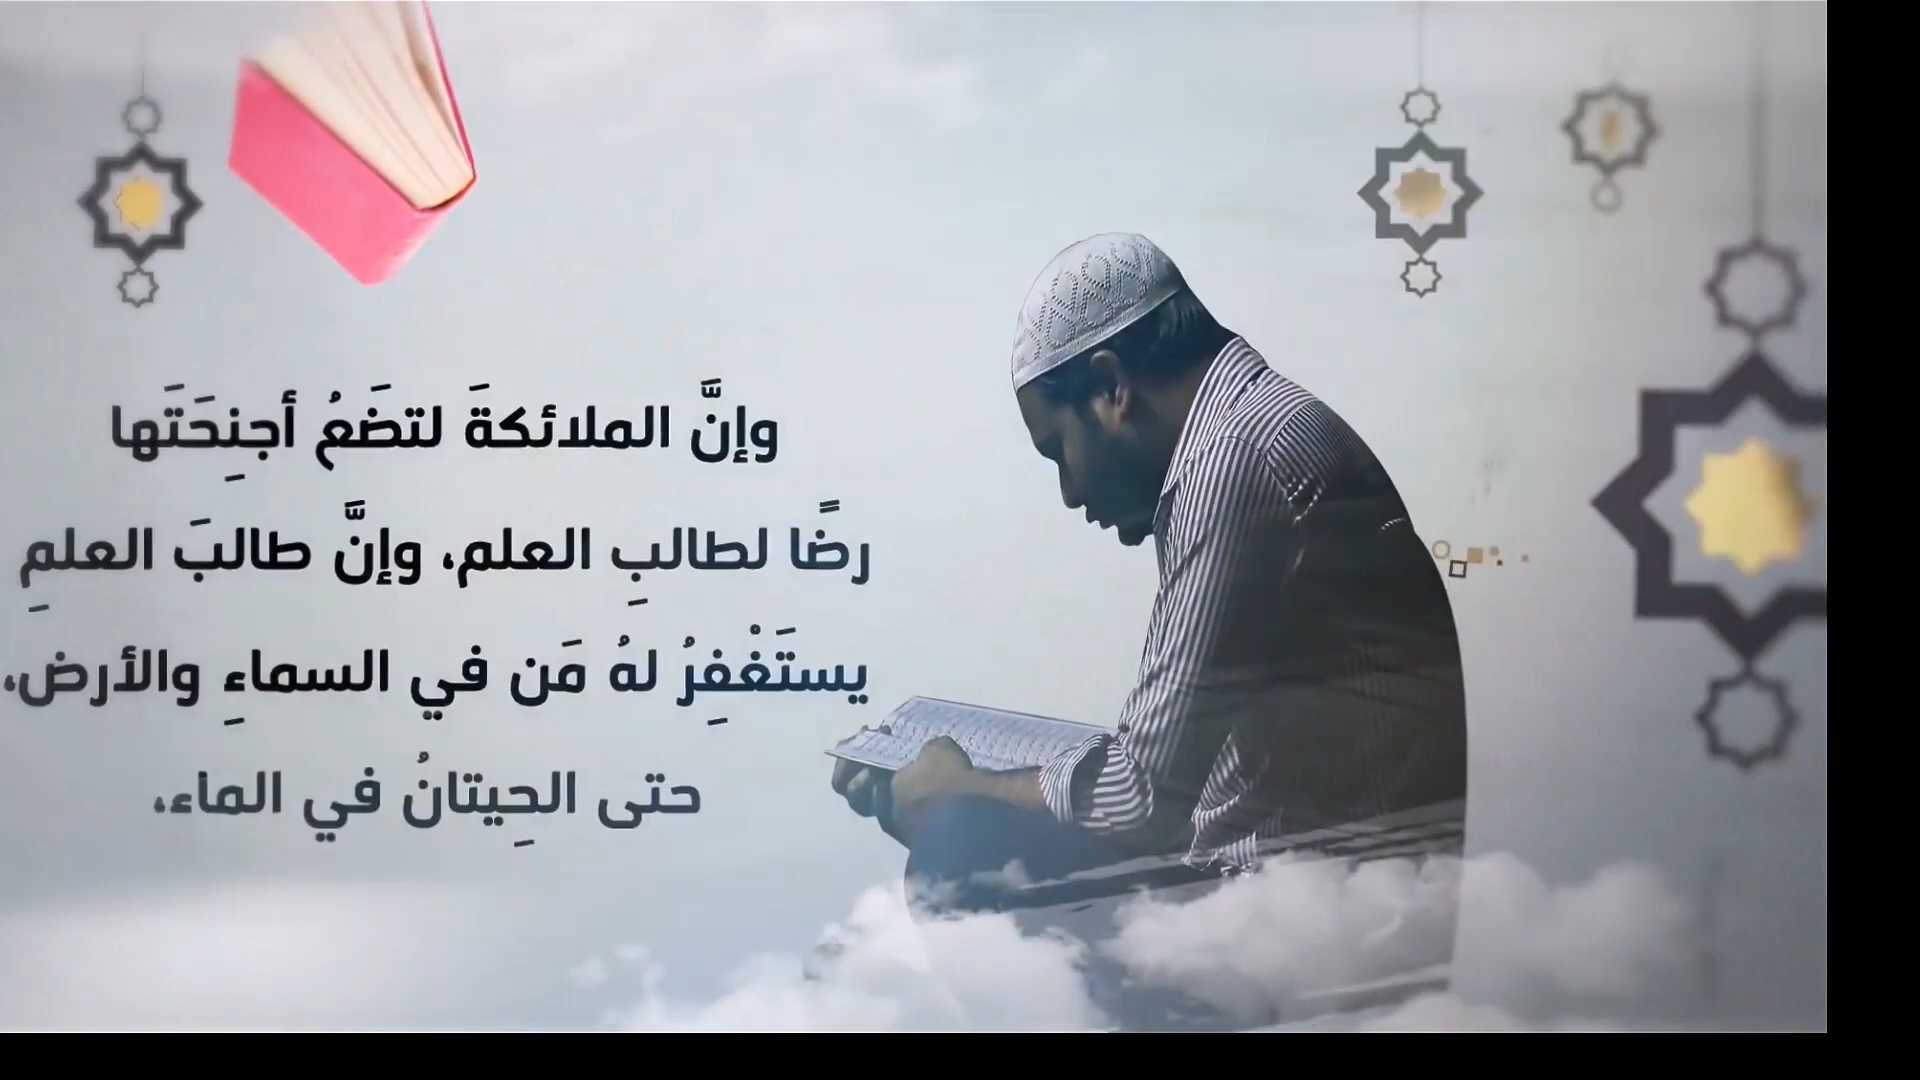 وإنَّ الملائكةَ لتضَعُ أجنِحَتَها
رضًا لطالبِ العلم، وإنَّ طالبَ العلمِ
يستَغْفِرُ لهُ مَن في السماءِ والأرض،
حتى الحِيتانُ في الماء،